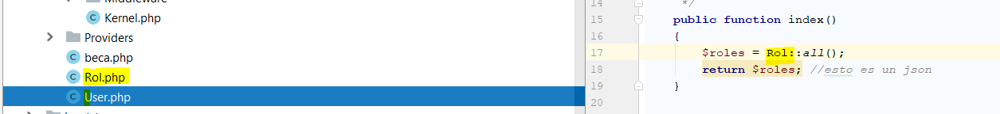 Middleware
Kernel.php
Providers
beca.php
Rol.php
User.php
14 */
15 public function index()
16 {
17 $roles = Rol::all();
18 return $roles; //esto es un json
19 }
20